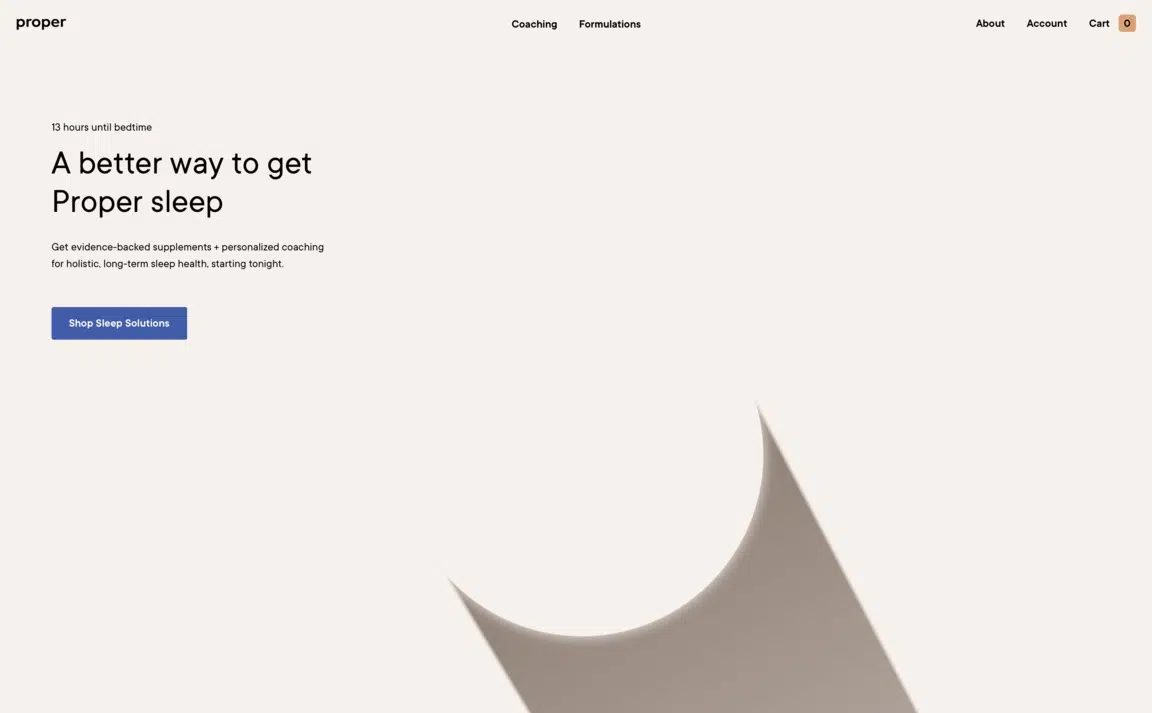 proper
Coaching
Formulations
About
Account
Cart
0
13 hours until bedtime
A better way to get
Proper sleep
Get evidence-backed supplements + personalized coaching
for holistic, long-term sleep health, starting tonight.
Shop Sleep Solutions